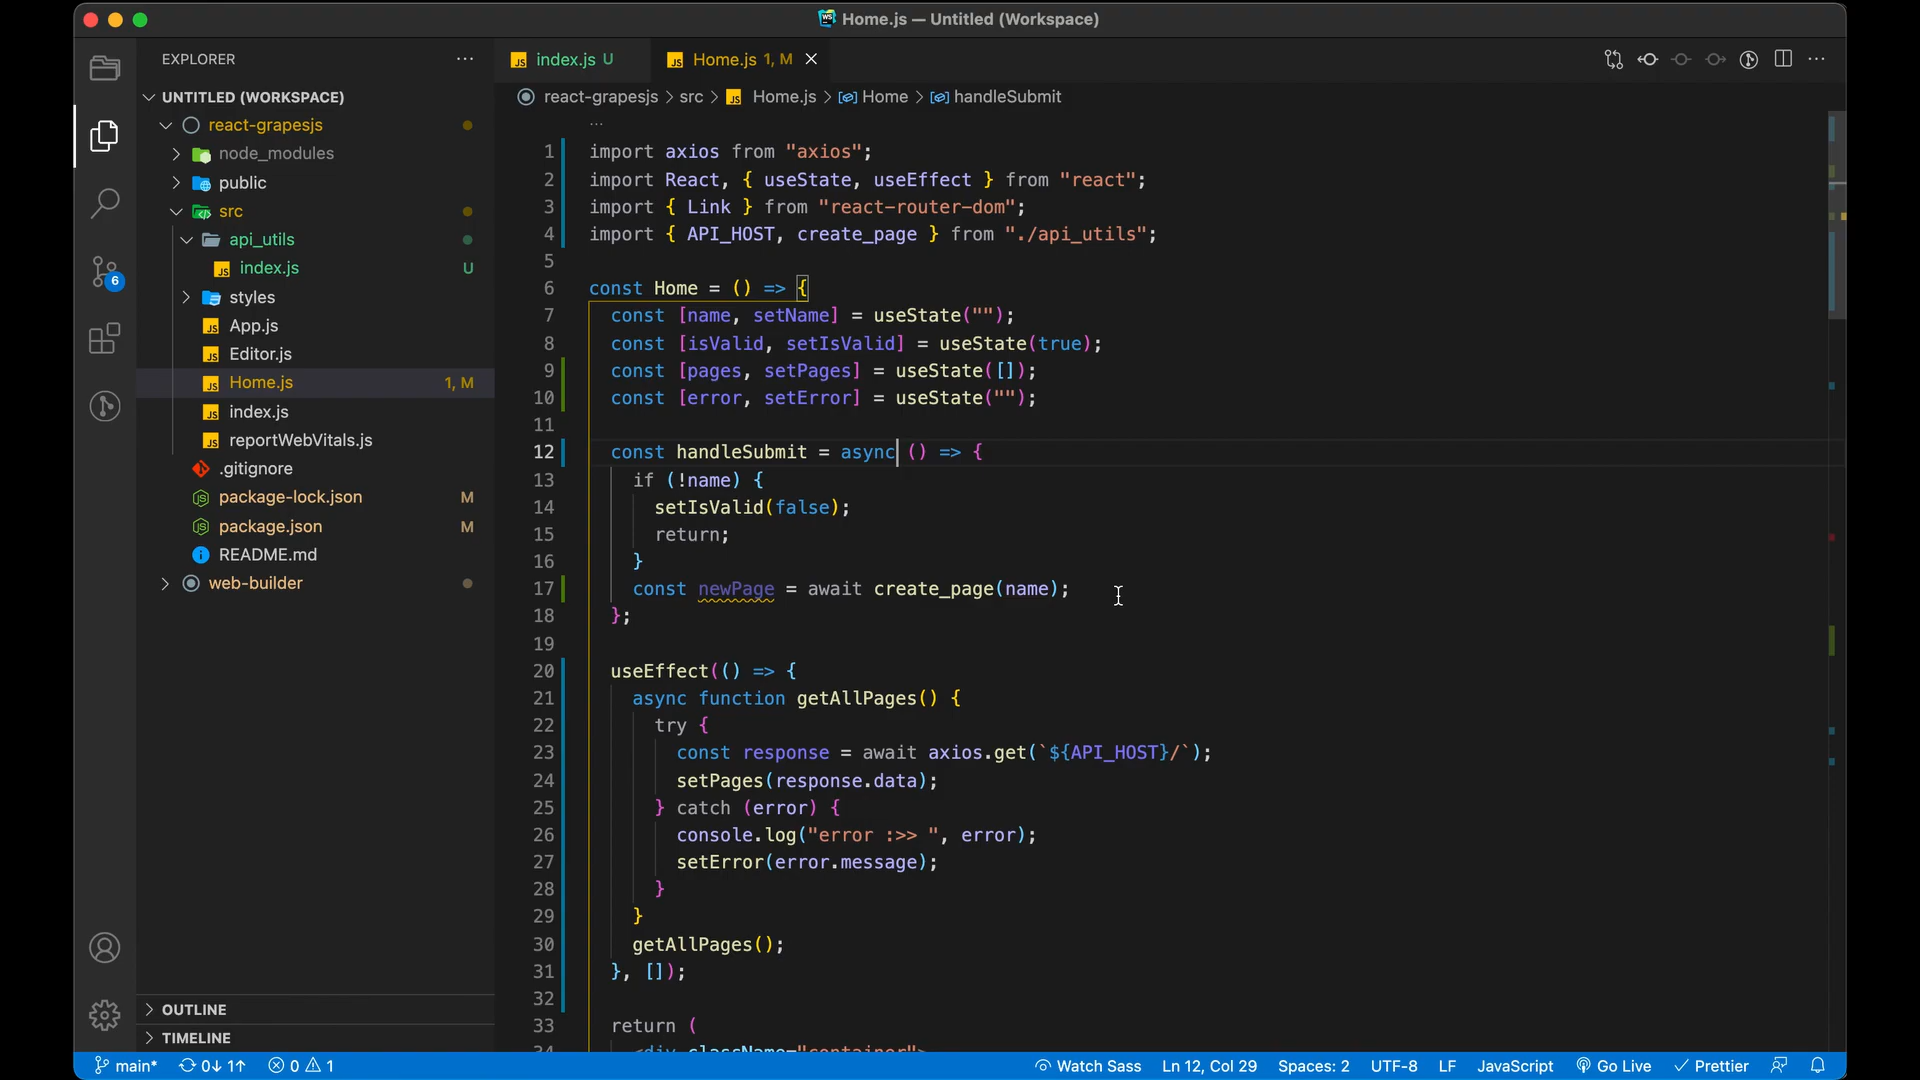 Home.js — Untitled (Workspace)
EXPLORER
UNTITLED (WORKSPACE)
react-grapesjs
node_modules
public
src
api_utils
index.js U
styles
App.js
Editor.js
Home.js 1, M
index.js
reportWebVitals.js
.gitignore
package-lock.json M
package.json M
README.md
web-builder
OUTLINE
TIMELINE
6
index.js U
Home.js 1, M
react-grapesjs > src > Home.js > Home > handleSubmit
...
1 import axios from "axios";
2 import React, { useState, useEffect } from "react";
3 import { Link } from "react-router-dom";
4 import { API_HOST, create_page } from "./api_utils";
5
6 const Home = () => {
7 const [name, setName] = useState("");
8 const [isValid, setIsValid] = useState(true);
9 const [pages, setPages] = useState([]);
10 const [error, setError] = useState("");
11
12 const handleSubmit = async () => {
13 if (!name) {
14 setIsValid(false);
15 return;
16 }
17 const newPage = await create_page(name);
18 };
19
20 useEffect(() => {
21 async function getAllPages() {
22 try {
23 const response = await axios.get(`${API_HOST}/`);
24 setPages(response.data);
25 } catch (error) {
26 console.log("error :>> ", error);
27 setError(error.message);
28 }
29 }
30 getAllPages();
31 }, []);
32
33 return (
34 <div className="container">
main* 0↓ 1↑ 0 1 Watch Sass Ln 12, Col 29 Spaces: 2 UTF-8 LF JavaScript Go Live Prettier